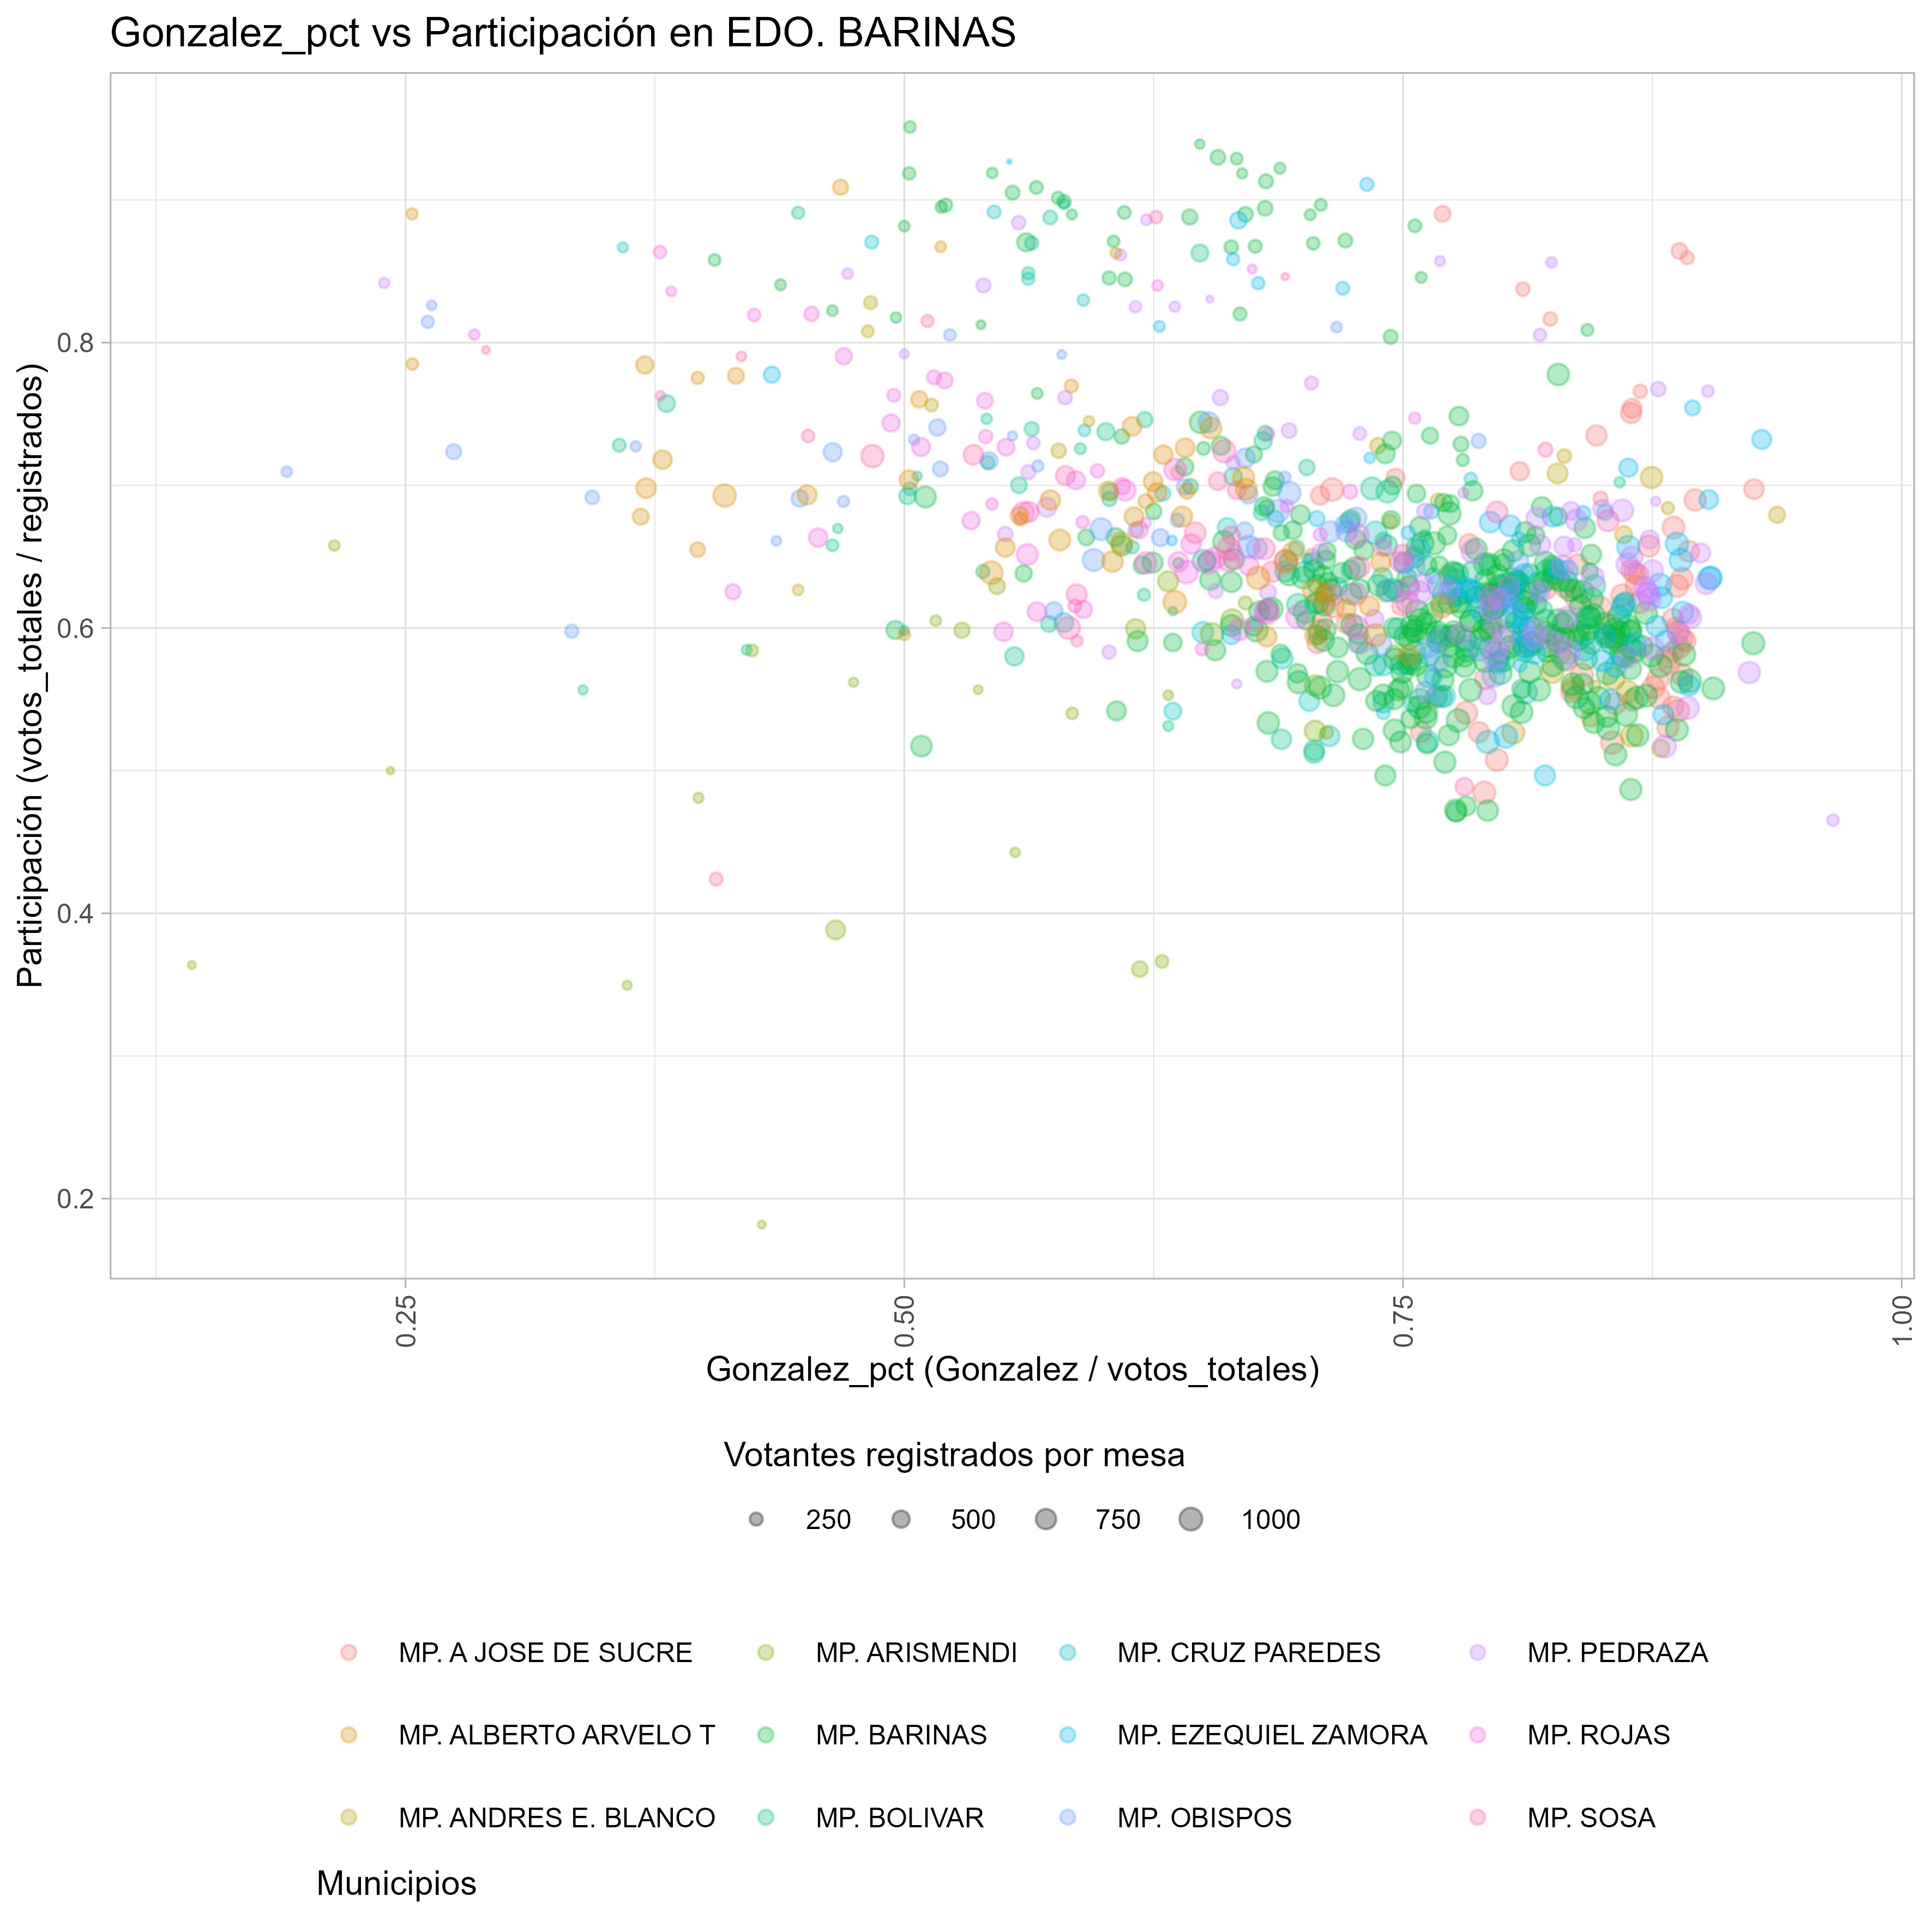 Gonzalez_pct vs Participación en EDO. BARINAS
Participación (votos_totales / registrados)
0.8
0.6
0.4
0.2
0.25
0.50
0.75
1.00
Gonzalez_pct (Gonzalez / votos_totales)
Votantes registrados por mesa
250 500 750 1000
MP. A JOSE DE SUCRE MP. ARISMENDI MP. CRUZ PAREDES MP. PEDRAZA
MP. ALBERTO ARVELO T MP. BARINAS MP. EZEQUIEL ZAMORA MP. ROJAS
MP. ANDRES E. BLANCO MP. BOLIVAR MP. OBISPOS MP. SOSA
Municipios